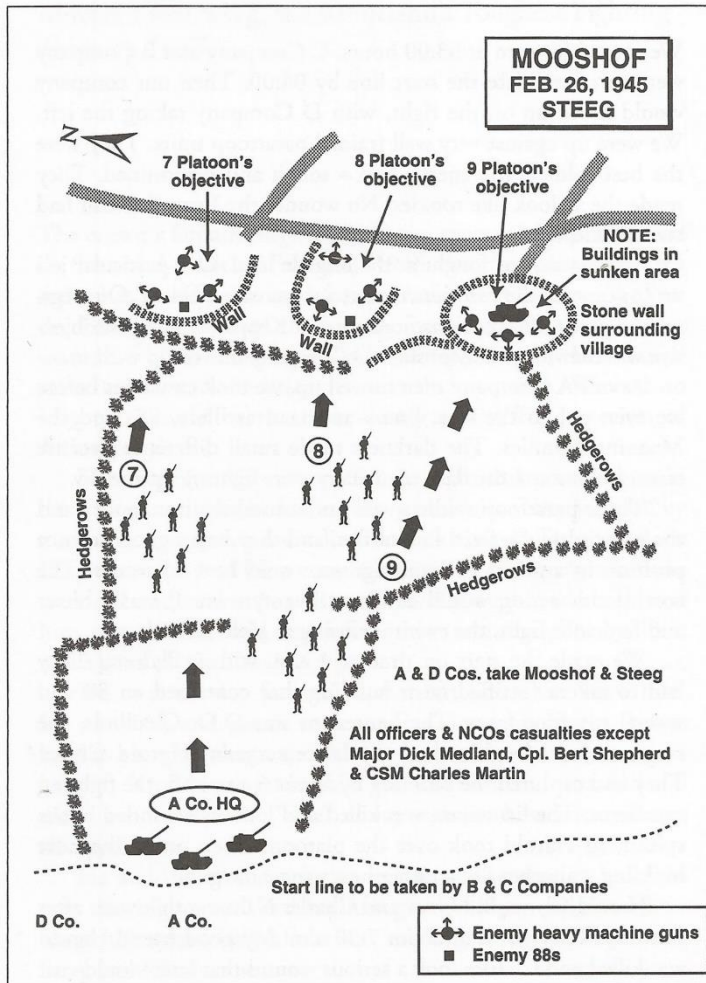 MOOSHOF
FEB. 26, 1945
STEEG
N
7 Platoon's
objective
8 Platoon's
objective
9 Platoon's
objective
NOTE:
Buildings in
sunken area
Stone wall
surrounding
village
Wall
Wall
Hedgerows
Hedgerows
7
8
9
Hedgerows
A & D Cos. take Mooshof & Steeg
All officers & NCOs casualties except
Major Dick Medland, Cpl. Bert Shepherd
& CSM Charles Martin
A Co. HQ
Start line to be taken by B & C Companies
D Co.
A Co.
Enemy heavy machine guns
Enemy 88s